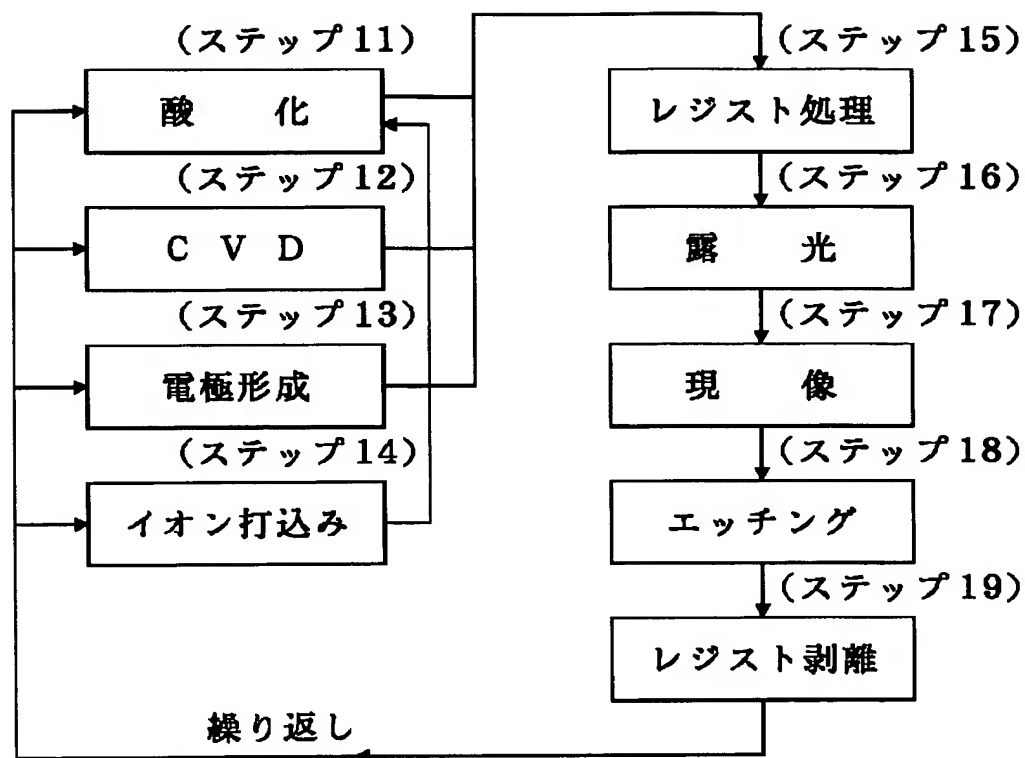 (ステップ11)
酸 化
(ステップ12)
C V D
(ステップ13)
電極形成
(ステップ14)
イオン打込み
(ステップ15)
レジスト処理
(ステップ16)
露 光
(ステップ17)
現 像
(ステップ18)
エッチング
(ステップ19)
レジスト剥離
繰り返し